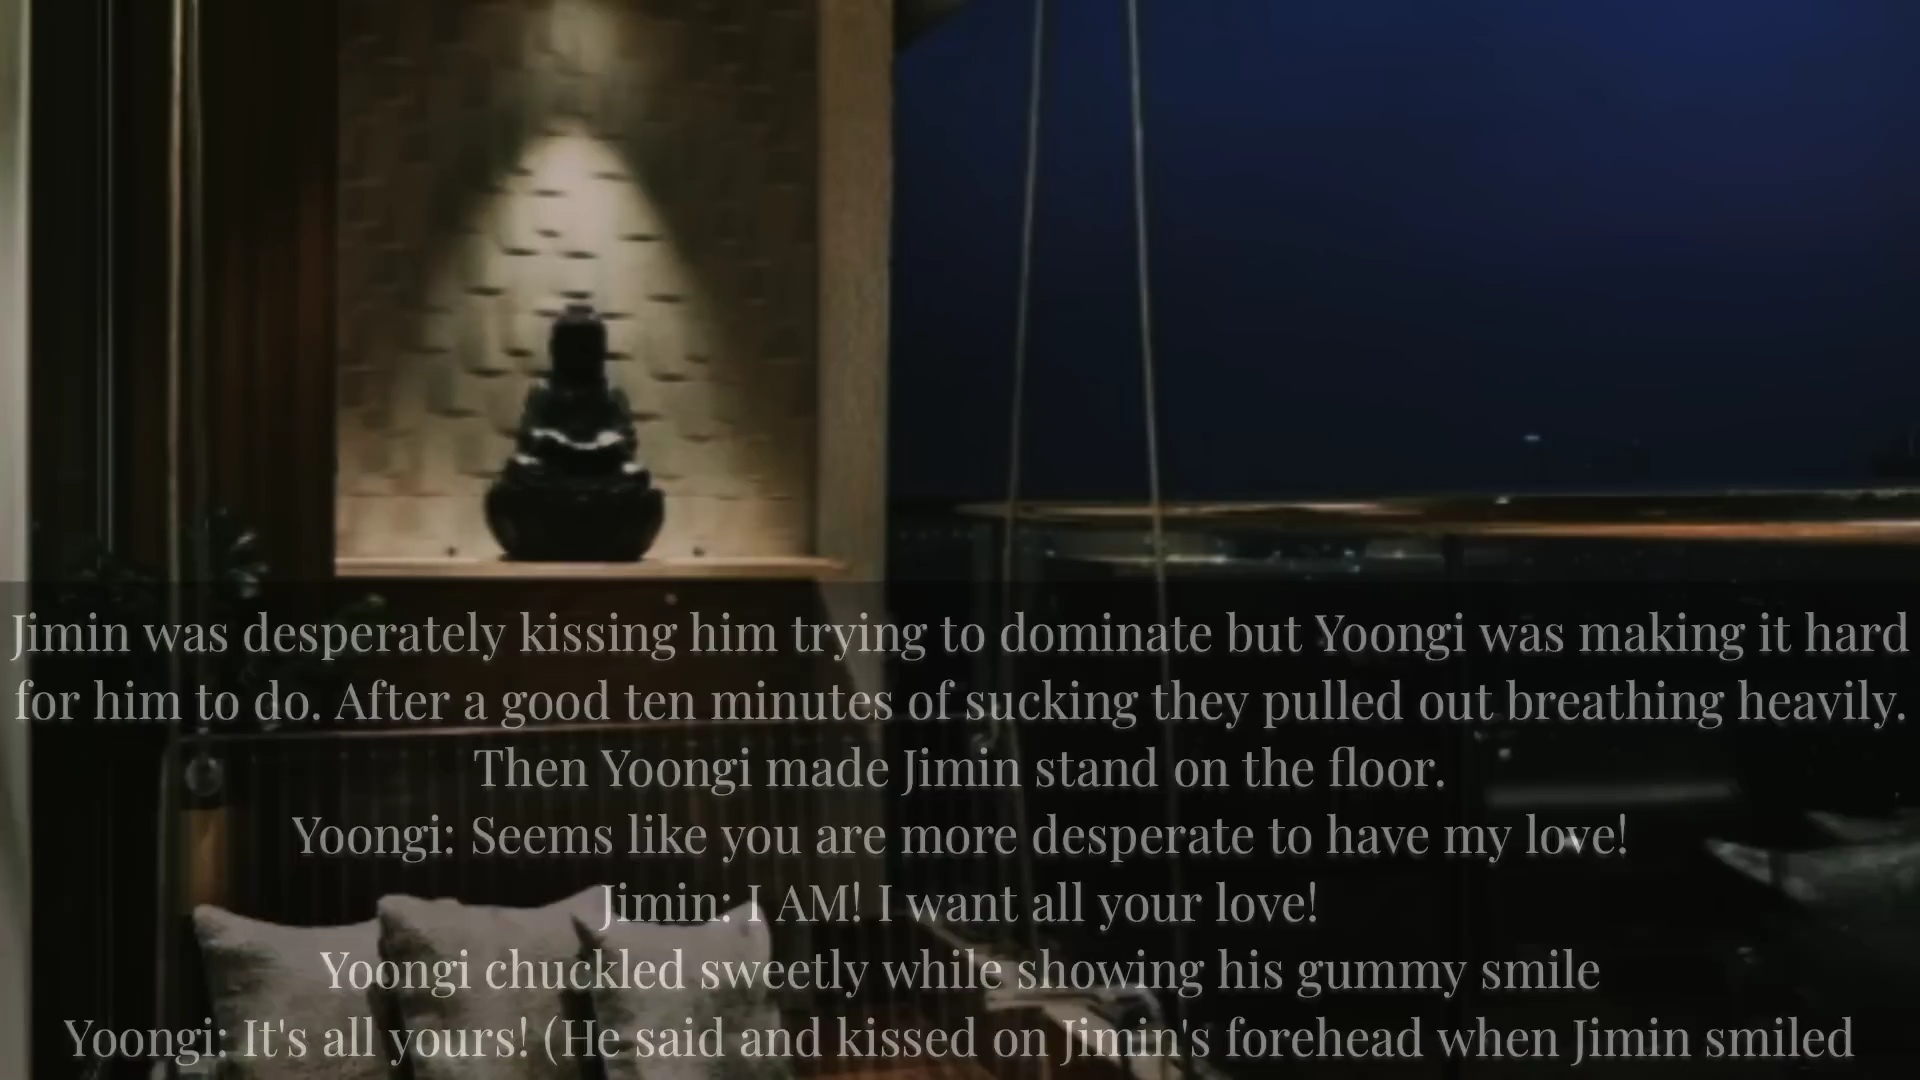 Jimin was desperately kissing him trying to dominate but Yoongi was making it hard
for him to do. After a good ten minutes of sucking they pulled out breathing heavily.
Then Yoongi made Jimin stand on the floor.
Yoongi: Seems like you are more desperate to have my love!
Jimin: I AM! I want all your love!
Yoongi chuckled sweetly while showing his gummy smile
Yoongi: It's all yours! (He said and kissed on Jimin's forehead when Jimin smiled